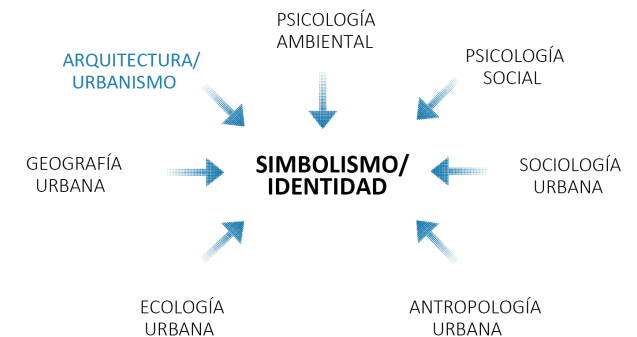 PSICOLOGÍA
AMBIENTAL
ARQUITECTURA/
URBANISMO
PSICOLOGÍA
SOCIAL
GEOGRAFÍA
URBANA
SIMBOLISMO/
IDENTIDAD
SOCIOLOGÍA
URBANA
ECOLOGÍA
URBANA
ANTROPOLOGÍA
URBANA